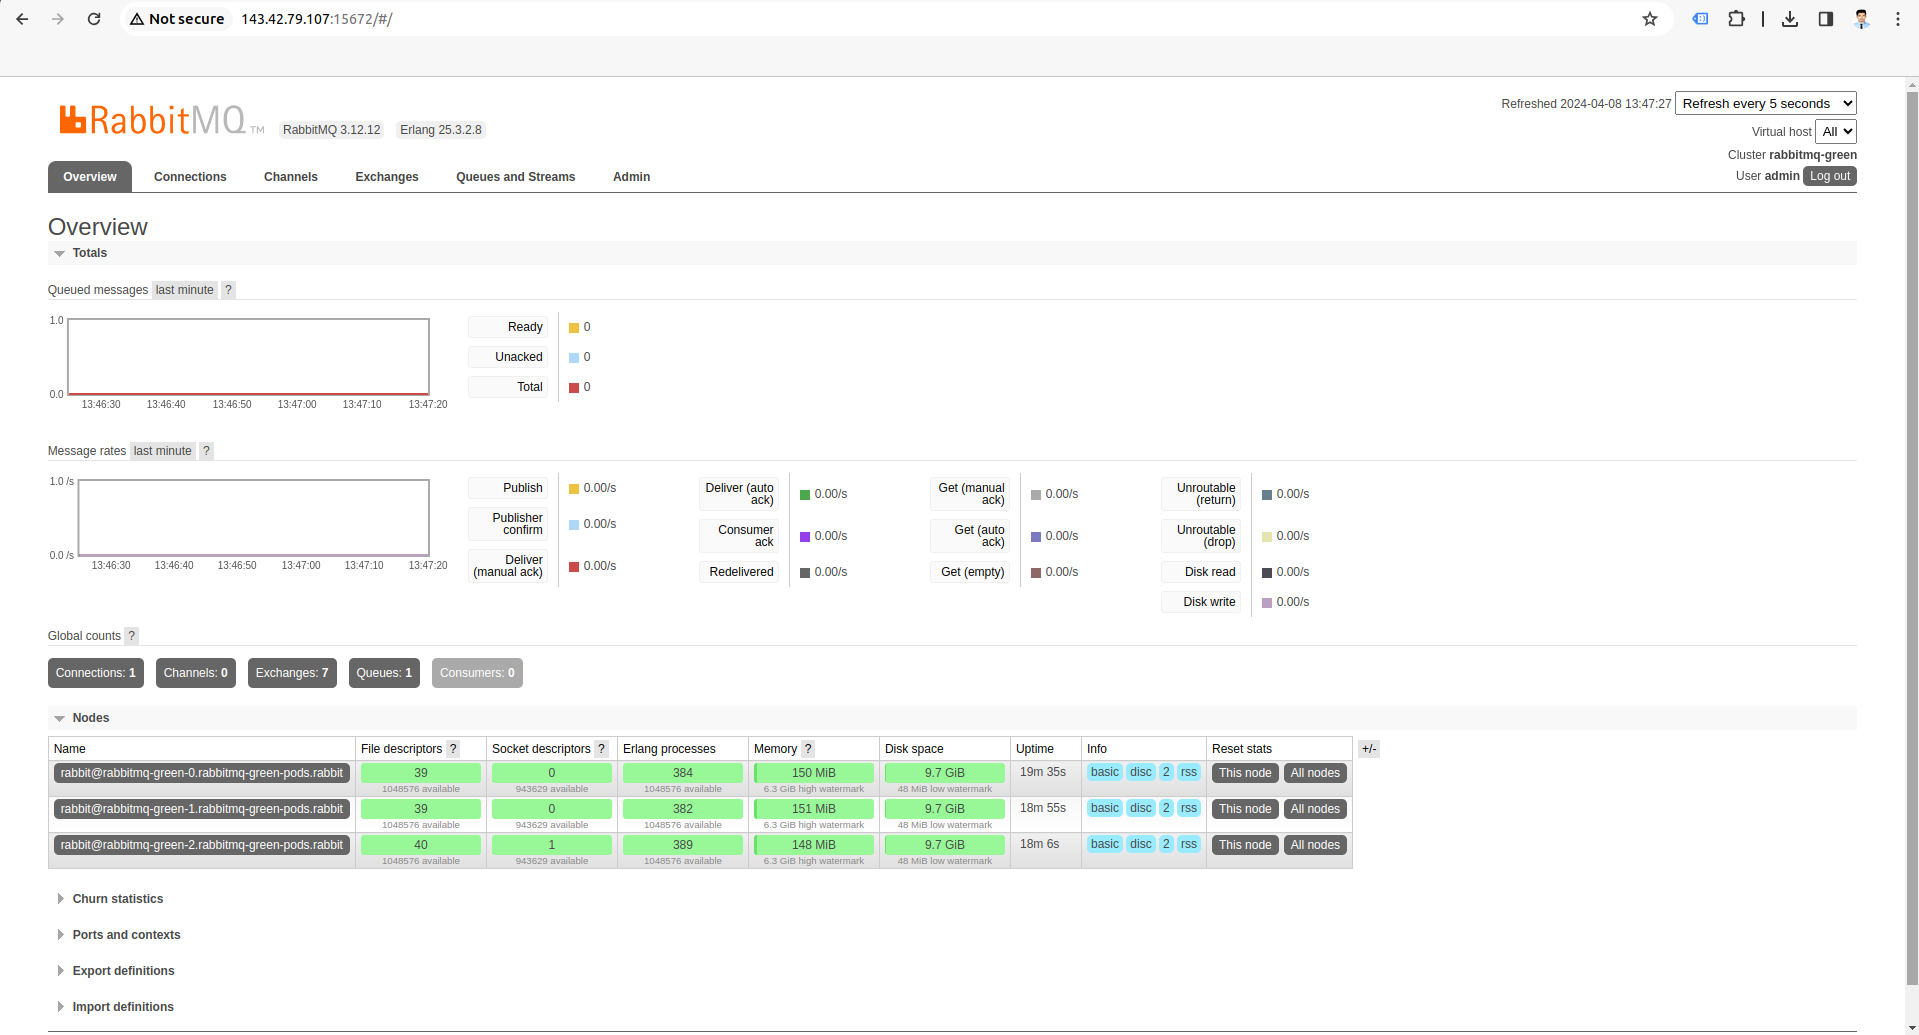 Not secure 143.42.79.107:15672/#/
RabbitMQ TM RabbitMQ 3.12.12 Erlang 25.3.2.8
Refreshed 2024-04-08 13:47:27 Refresh every 5 seconds
Virtual host All
Cluster rabbitmq-green
User admin Log out
Overview Connections Channels Exchanges Queues and Streams Admin
Overview
Totals
Queued messages last minute ?
1.0
0.0
13:46:30 13:46:40 13:46:50 13:47:00 13:47:10 13:47:20
Ready 0
Unacked 0
Total 0
Message rates last minute ?
1.0 /s
0.0 /s
13:46:30 13:46:40 13:46:50 13:47:00 13:47:10 13:47:20
Publish 0.00/s
Publisher
confirm 0.00/s
Deliver
(manual ack) 0.00/s
Deliver (auto
ack) 0.00/s
Consumer
ack 0.00/s
Redelivered 0.00/s
Get (manual
ack) 0.00/s
Get (auto
ack) 0.00/s
Get (empty) 0.00/s
Unroutable
(return) 0.00/s
Unroutable
(drop) 0.00/s
Disk read 0.00/s
Disk write 0.00/s
Global counts ?
Connections: 1 Channels: 0 Exchanges: 7 Queues: 1 Consumers: 0
Nodes
Name File descriptors ? Socket descriptors ? Erlang processes Memory ? Disk space Uptime Info Reset stats +/-
rabbit@rabbitmq-green-0.rabbitmq-green-pods.rabbit 39 0 384 150 MiB 9.7 GiB 19m 35s basic disc 2 rss This node All nodes
1048576 available 943629 available 1048576 available 6.3 GiB high watermark 48 MiB low watermark
rabbit@rabbitmq-green-1.rabbitmq-green-pods.rabbit 39 0 382 151 MiB 9.7 GiB 18m 55s basic disc 2 rss This node All nodes
1048576 available 943629 available 1048576 available 6.3 GiB high watermark 48 MiB low watermark
rabbit@rabbitmq-green-2.rabbitmq-green-pods.rabbit 40 1 389 148 MiB 9.7 GiB 18m 6s basic disc 2 rss This node All nodes
1048576 available 943629 available 1048576 available 6.3 GiB high watermark 48 MiB low watermark
Churn statistics
Ports and contexts
Export definitions
Import definitions